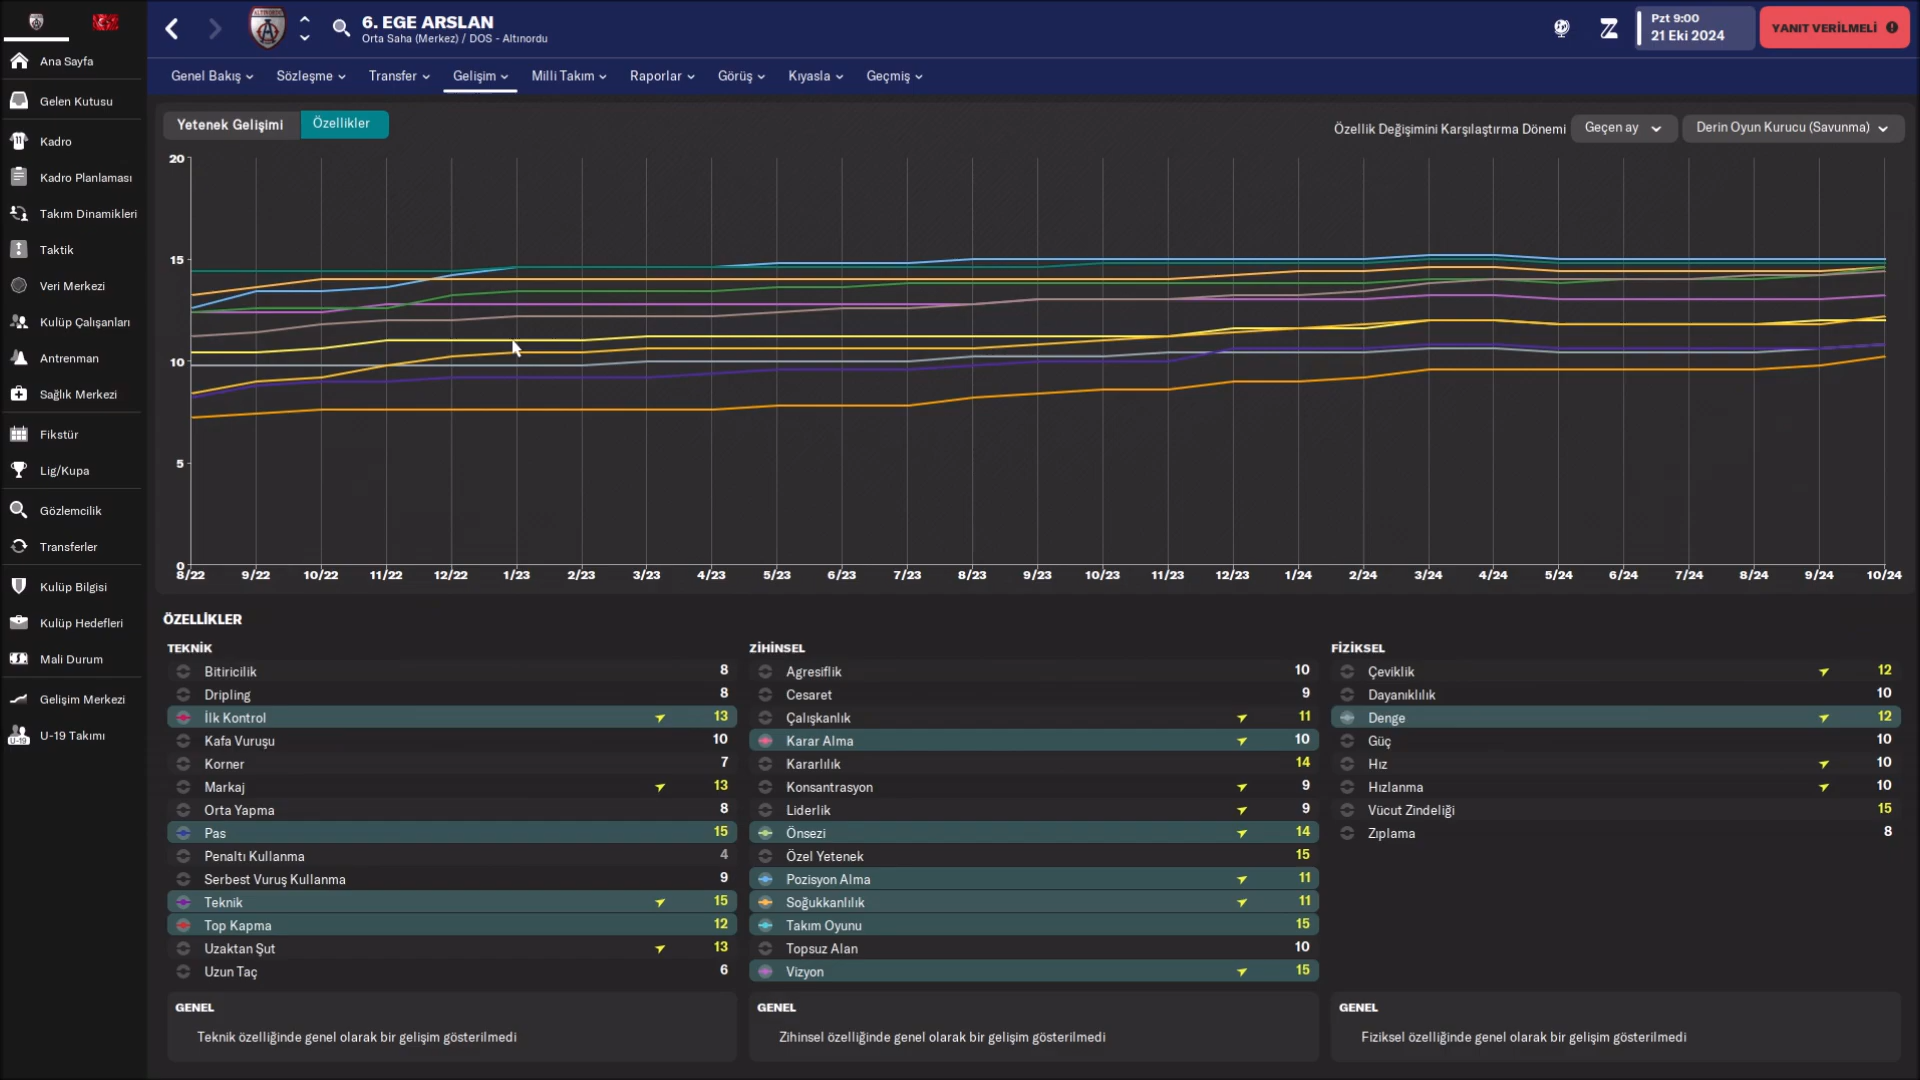 Ana Sayfa
Gelen Kutusu
Kadro
Kadro Planlaması
Takım Dinamikleri
Taktik
Veri Merkezi
Kulüp Çalışanları
Antrenman
Sağlık Merkezi
Fikstür
Lig/Kupa
Gözlemcilik
Transferler
Kulüp Bilgisi
Kulüp Hedefleri
Mali Durum
Gelişim Merkezi
U-19 Takımı
6. EGE ARSLAN
Orta Saha (Merkez) / DOS - Altınordu
Pzt 9:00
21 Eki 2024
YANIT VERİLMELİ
Genel Bakış Sözleşme Transfer Gelişim Milli Takım Raporlar Görüş Kıyasla Geçmiş
Yetenek Gelişimi Özellikler
Özellik Değişimini Karşılaştırma Dönemi Geçen ay Derin Oyun Kurucu (Savunma)
20
15
10
5
0
8/22 9/22 10/22 11/22 12/22 1/23 2/23 3/23 4/23 5/23 6/23 7/23 8/23 9/23 10/23 11/23 12/23 1/24 2/24 3/24 4/24 5/24 6/24 7/24 8/24 9/24 10/24
ÖZELLİKLER
TEKNİK
Bitiricilik 8
Dripling 8
İlk Kontrol 13
Kafa Vuruşu 10
Korner 7
Markaj 13
Orta Yapma 8
Pas 15
Penaltı Kullanma 4
Serbest Vuruş Kullanma 9
Teknik 15
Top Kapma 12
Uzaktan Şut 13
Uzun Taç 6
GENEL
Teknik özelliğinde genel olarak bir gelişim gösterilmedi
ZİHİNSEL
Agresiflik 10
Cesaret 9
Çalışkanlık 11
Karar Alma 10
Kararlılık 14
Konsantrasyon 9
Liderlik 9
Önsezi 14
Özel Yetenek 15
Pozisyon Alma 11
Soğukkanlılık 11
Takım Oyunu 15
Topsuz Alan 10
Vizyon 15
GENEL
Zihinsel özelliğinde genel olarak bir gelişim gösterilmedi
FİZİKSEL
Çeviklik 12
Dayanıklılık 10
Denge 12
Güç 10
Hız 10
Hızlanma 10
Vücut Zindeliği 15
Zıplama 8
GENEL
Fiziksel özelliğinde genel olarak bir gelişim gösterilmedi